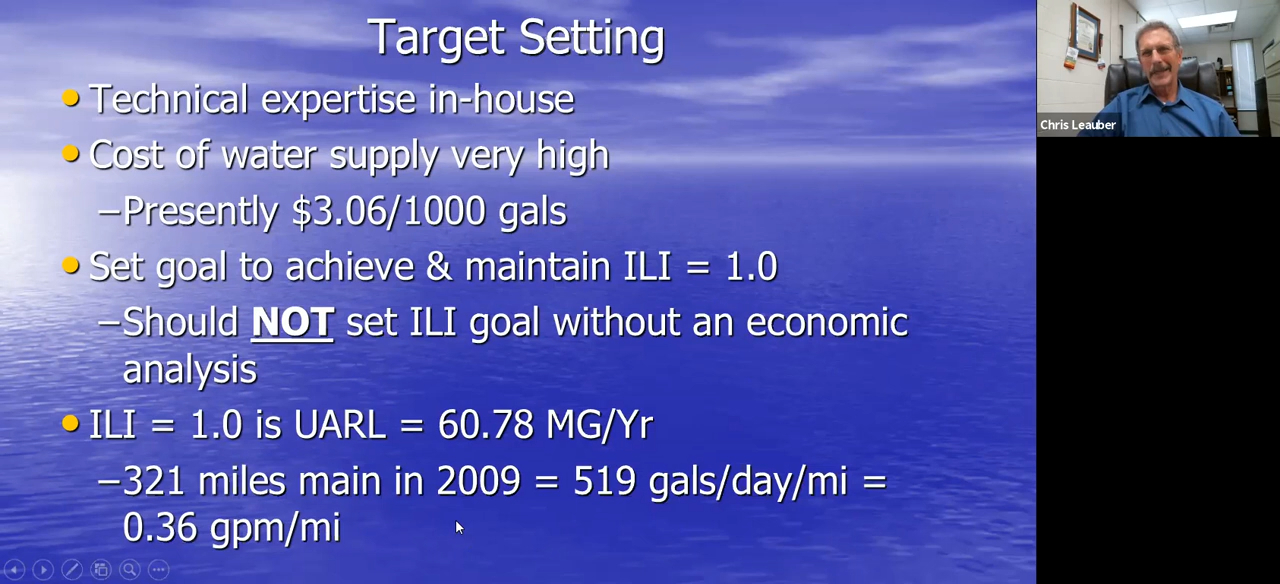 Target Setting
Technical expertise in-house
Cost of water supply very high
–Presently $3.06/1000 gals
Set goal to achieve & maintain ILI = 1.0
–Should NOT set ILI goal without an economic
analysis
ILI = 1.0 is UARL = 60.78 MG/Yr
–321 miles main in 2009 = 519 gals/day/mi =
0.36 gpm/mi
Chris Leauber